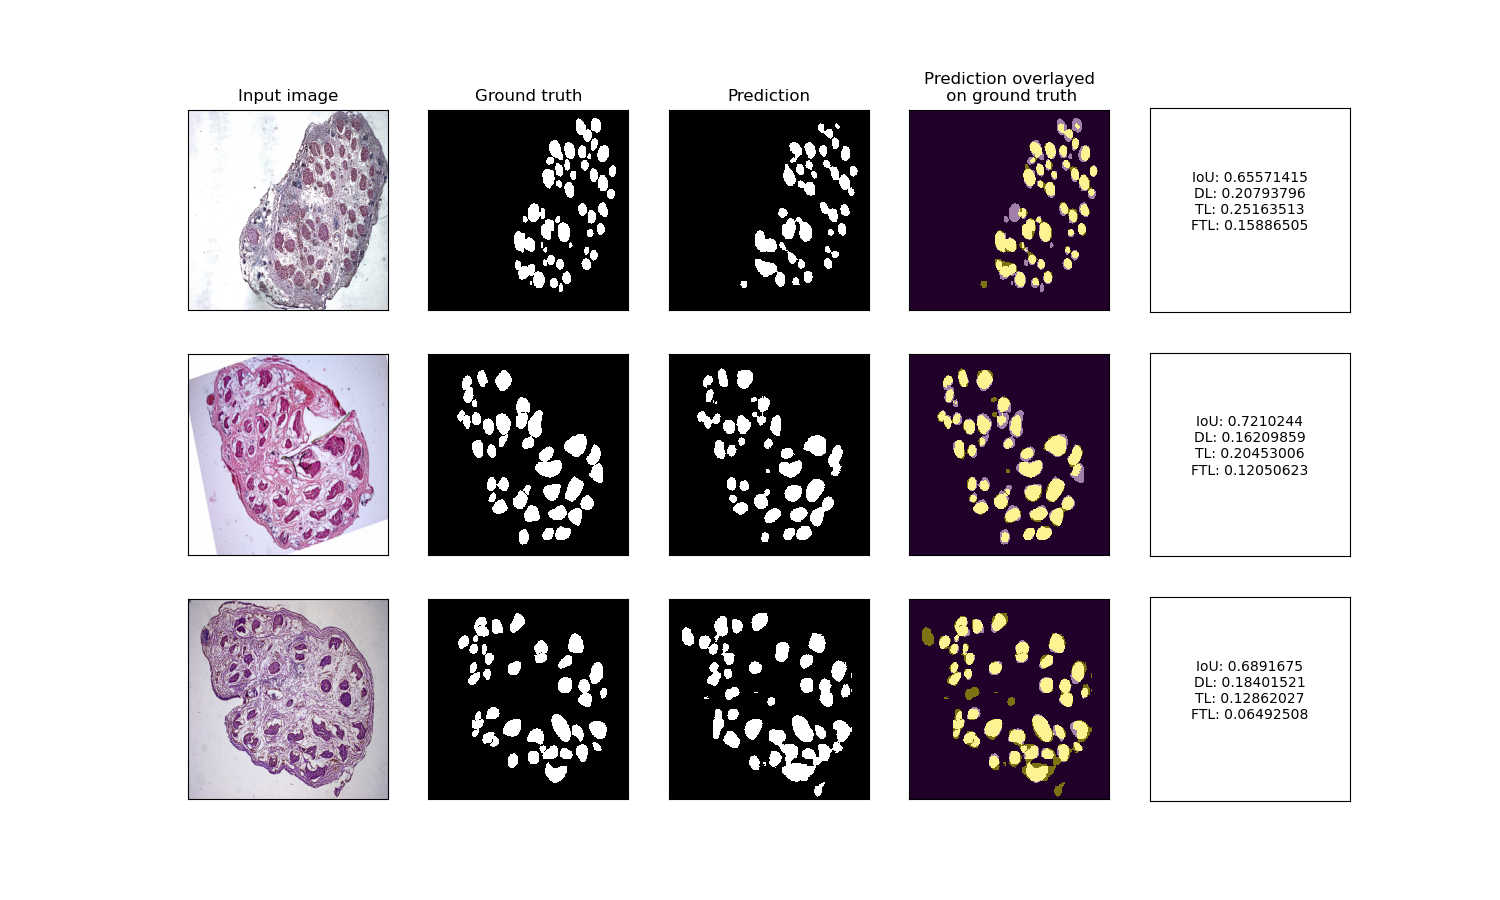 Input image
Ground truth
Prediction
Prediction overlayed
on ground truth
IoU: 0.65571415
DL: 0.20793796
TL: 0.25163513
FTL: 0.15886505
IoU: 0.7210244
DL: 0.16209859
TL: 0.20453006
FTL: 0.12050623
IoU: 0.6891675
DL: 0.18401521
TL: 0.12862027
FTL: 0.06492508